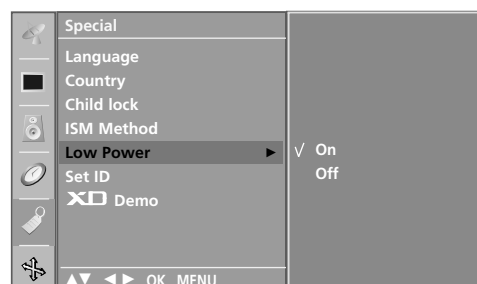 Special
Language
Country
Child lock
ISM Method
Low Power ►
√ On
Off
Set ID
XD Demo
▲▼ ◄► OK MENU